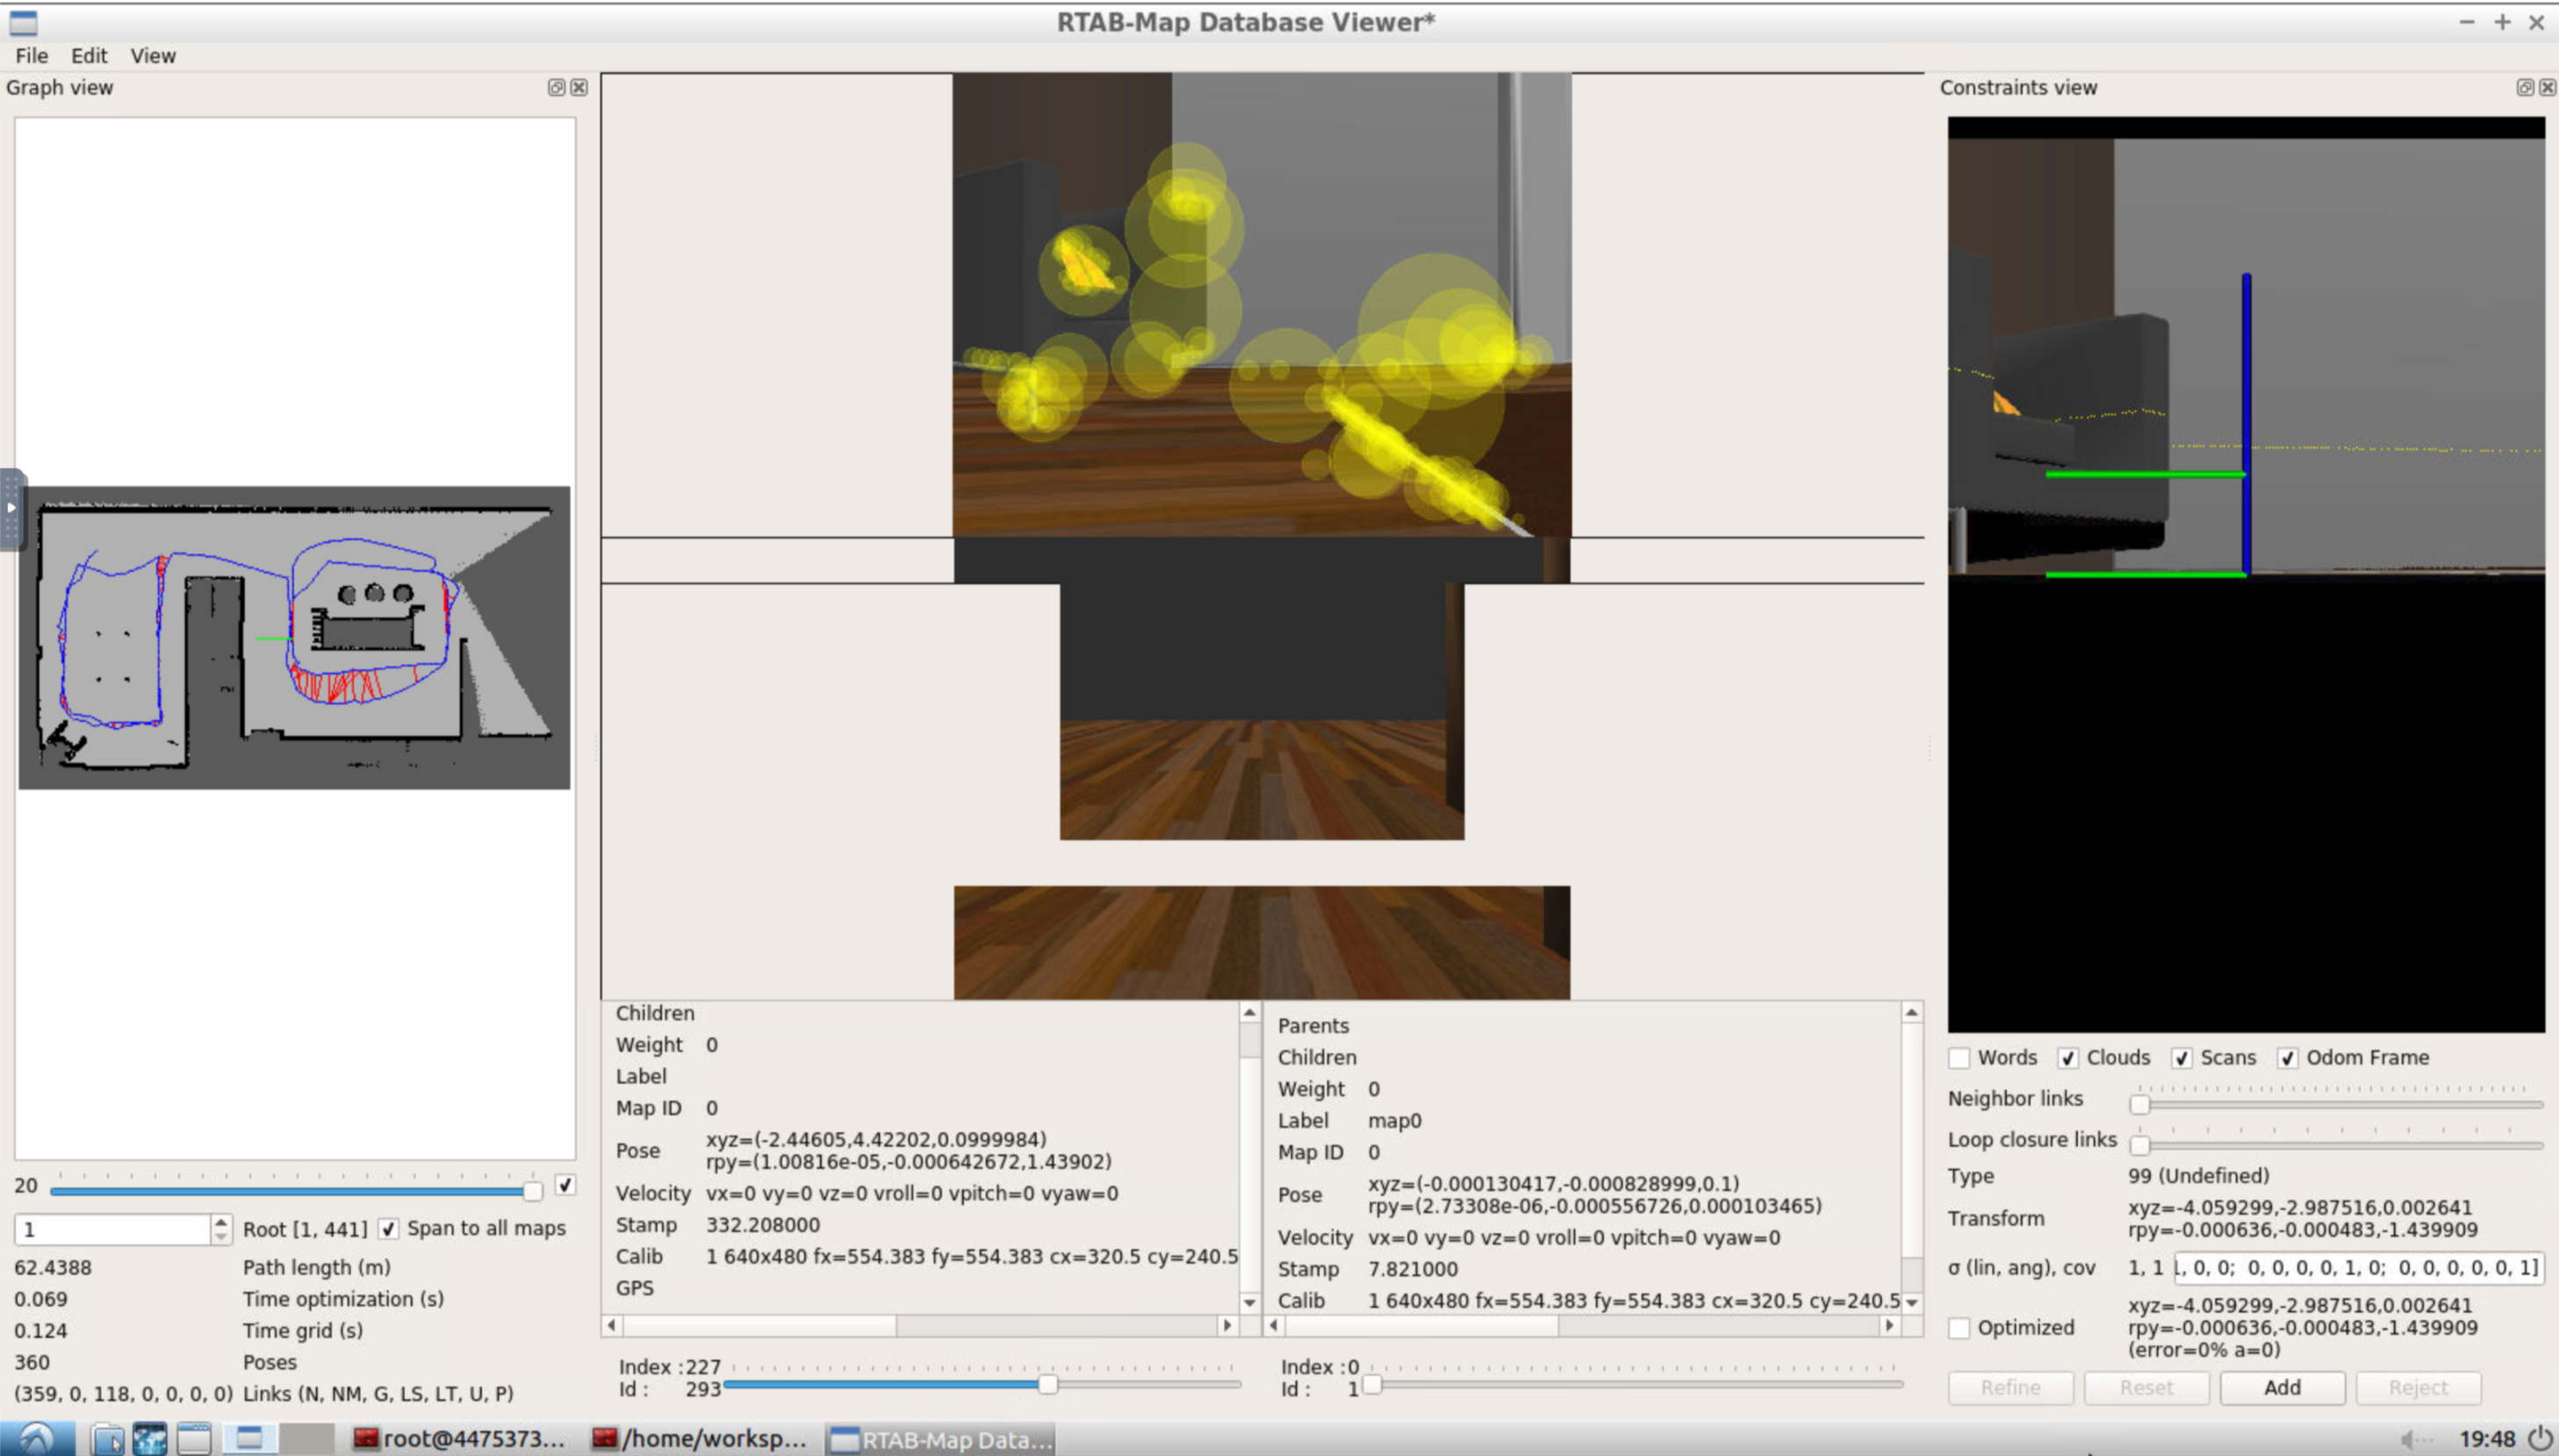 RTAB-Map Database Viewer*
File Edit View
Graph view
20
1 Root [1, 441] Span to all maps
62.4388 Path length (m)
0.069 Time optimization (s)
0.124 Time grid (s)
360 Poses
(359, 0, 118, 0, 0, 0, 0) Links (N, NM, G, LS, LT, U, P)
Children
Weight 0
Label
Map ID 0
Pose xyz=(-2.44605,4.42202,0.0999984)
rpy=(1.00816e-05,-0.000642672,1.43902)
Velocity vx=0 vy=0 vz=0 vroll=0 vpitch=0 vyaw=0
Stamp 332.208000
Calib 1 640x480 fx=554.383 fy=554.383 cx=320.5 cy=240.5
GPS
Index : 227
Id : 293
Parents
Children
Weight 0
Label map0
Map ID 0
Pose xyz=(-0.000130417,-0.000828999,0.1)
rpy=(2.73308e-06,-0.000556726,0.000103465)
Velocity vx=0 vy=0 vz=0 vroll=0 vpitch=0 vyaw=0
Stamp 7.821000
Calib 1 640x480 fx=554.383 fy=554.383 cx=320.5 cy=240.5
Index : 0
Id : 1
Constraints view
Words Clouds Scans Odom Frame
Neighbor links
Loop closure links
Type 99 (Undefined)
Transform xyz=-4.059299,-2.987516,0.002641
rpy=-0.000636,-0.000483,-1.439909
σ (lin, ang), cov 1, 1 1, 0, 0; 0, 0, 0, 0, 1, 0; 0, 0, 0, 0, 0, 1]
Optimized xyz=-4.059299,-2.987516,0.002641
rpy=-0.000636,-0.000483,-1.439909
(error=0% a=0)
Refine Reset Add Reject
root@4475373... /home/worksp... RTAB-Map Data... 19:48